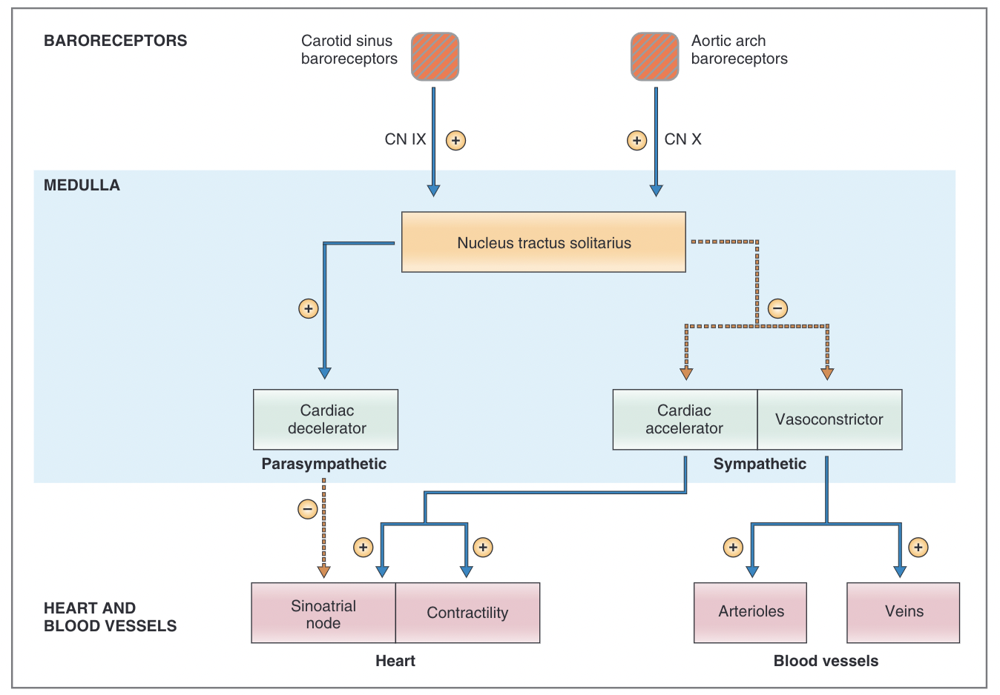 BARORECEPTORS
Carotid sinus
baroreceptors
Aortic arch
baroreceptors
CN IX
+
+
CN X
MEDULLA
Nucleus tractus solitarius
+
−
Cardiac
decelerator
Cardiac
accelerator
Vasoconstrictor
Parasympathetic
Sympathetic
−
+
+
+
+
HEART AND
BLOOD VESSELS
Sinoatrial
node
Contractility
Arterioles
Veins
Heart
Blood vessels